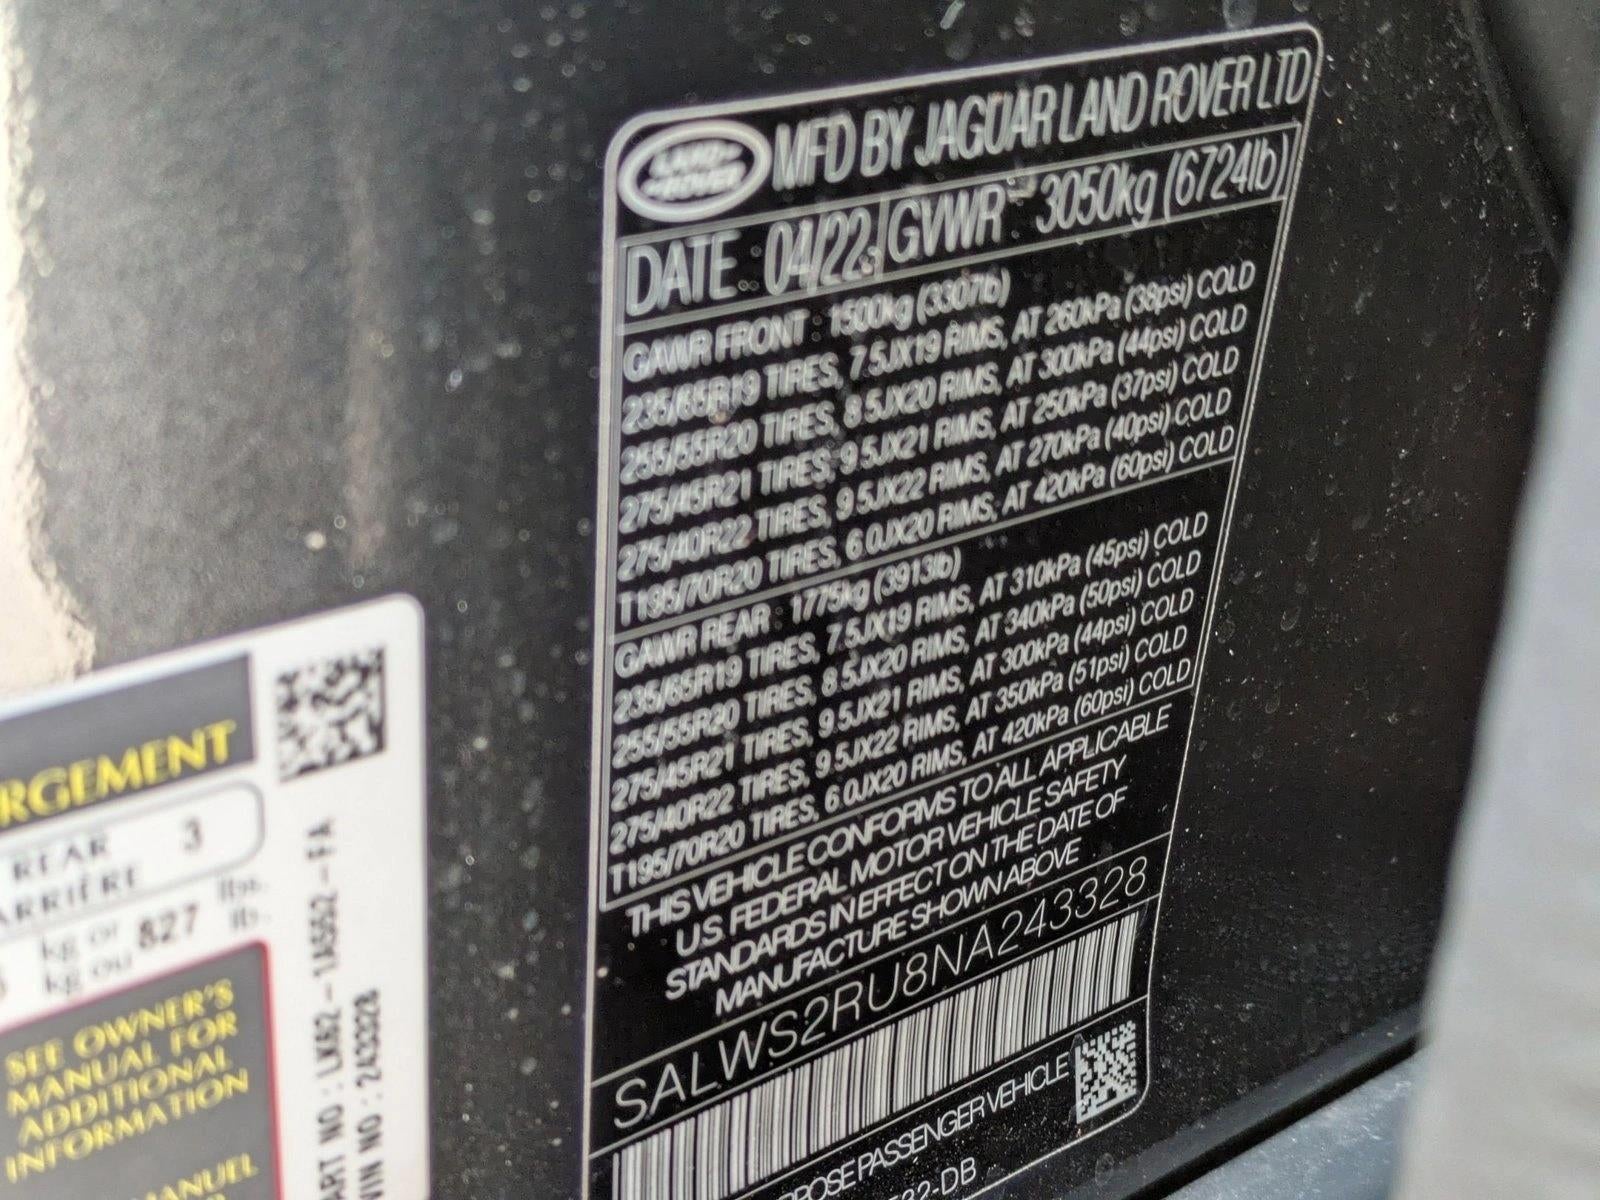 LAND-
-ROVER
MFD BY JAGUAR LAND ROVER LTD
DATE : 04/22 GVWR : 3050kg (6724lb)
GAWR FRONT : 1500kg (3307lb)
235/65R19 TIRES, 7.5JX19 RIMS, AT 260kPa (38psi) COLD
255/55R20 TIRES, 8.5JX20 RIMS, AT 300kPa (44psi) COLD
275/45R21 TIRES, 9.5JX21 RIMS, AT 250kPa (37psi) COLD
275/40R22 TIRES, 9.5JX22 RIMS, AT 270kPa (40psi) COLD
T195/70R20 TIRES, 6.0JX20 RIMS, AT 420kPa (60psi) COLD
GAWR REAR : 1775kg (3913lb)
235/65R19 TIRES, 7.5JX19 RIMS, AT 310kPa (45psi) COLD
255/55R20 TIRES, 8.5JX20 RIMS, AT 340kPa (50psi) COLD
275/45R21 TIRES, 9.5JX21 RIMS, AT 300kPa (44psi) COLD
275/40R22 TIRES, 9.5JX22 RIMS, AT 350kPa (51psi) COLD
T195/70R20 TIRES, 6.0JX20 RIMS, AT 420kPa (60psi) COLD
THIS VEHICLE CONFORMS TO ALL APPLICABLE
U.S. FEDERAL MOTOR VEHICLE SAFETY
STANDARDS IN EFFECT ON THE DATE OF
MANUFACTURE SHOWN ABOVE
SALWS2RU8NA243328
RPOSE PASSENGER VEHICLE
532-DB
RGEMENT
REAR 3
ARRIÈRE
kg or 827 lbs.
kg ou lb.
SEE OWNER'S
MANUAL FOR
ADDITIONAL
INFORMATION
MANUEL
ART NO : LK62-1A552-FA
VIN NO : 243328